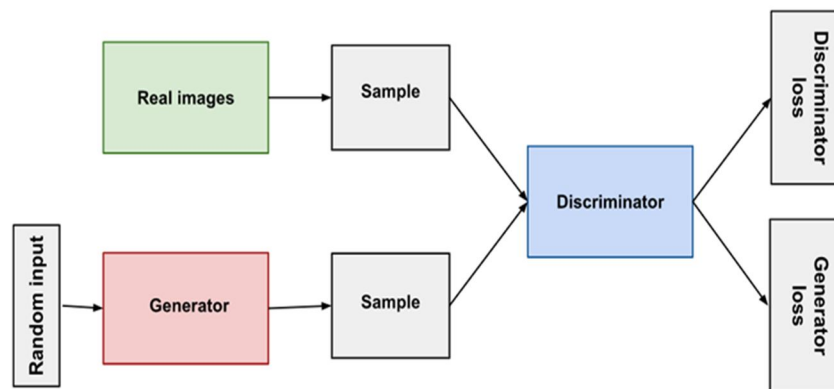 Real images
Sample
Discriminator
loss
Discriminator
Random input
Generator
Sample
Generator
loss